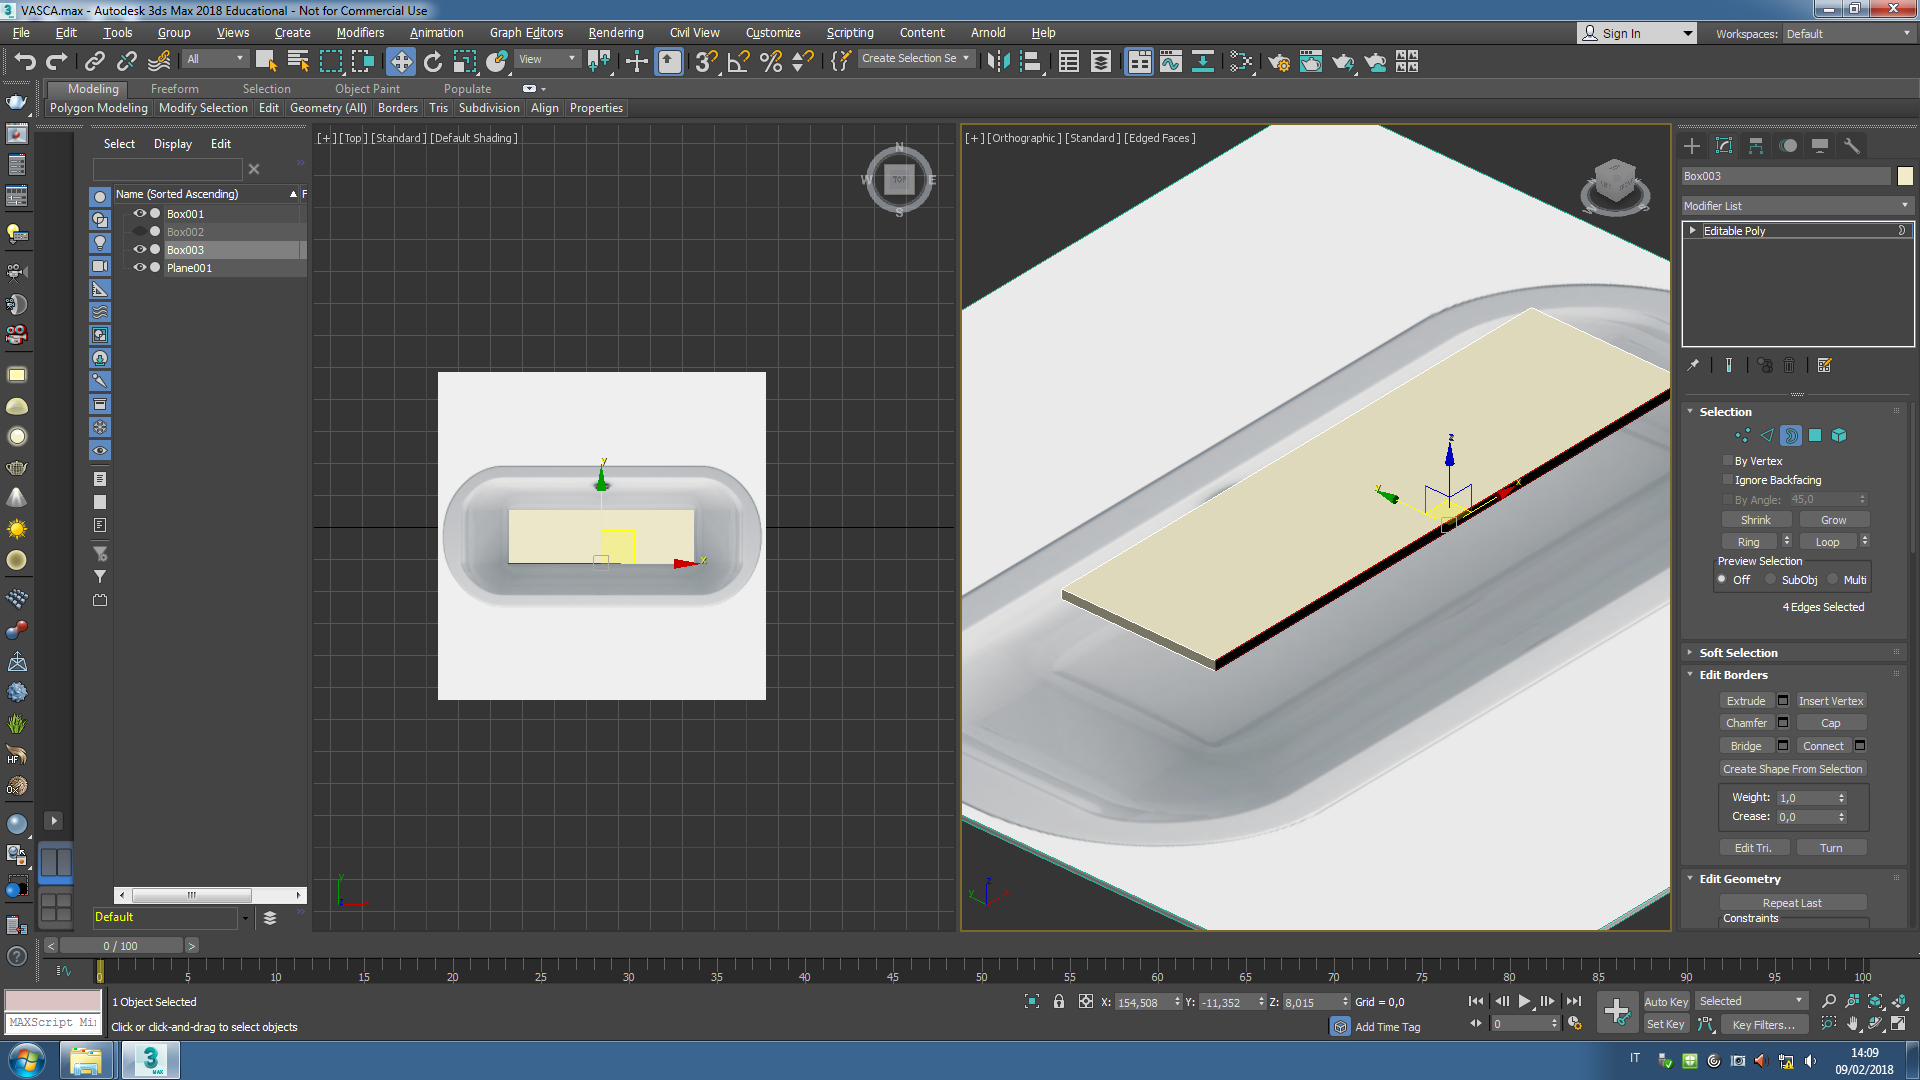 VASCA.max - Autodesk 3ds Max 2018 Educational - Not for Commercial Use
File Edit Tools Group Views Create Modifiers Animation Graph Editors Rendering Civil View Customize Scripting Content Arnold Help
Sign In
Workspaces: Default
All
View
Create Selection Se
Modeling Freeform Selection Object Paint Populate
Polygon Modeling Modify Selection Edit Geometry (All) Borders Tris Subdivision Align Properties
Select Display Edit
Name (Sorted Ascending) F
Box001
Box002
Box003
Plane001
Default
[+] [Top] [Standard] [Default Shading]
N
W TOP E
S
y
x
y
[+] [Orthographic] [Standard] [Edged Faces]
z
y
x
z
y
x
Box003
Modifier List
Editable Poly
Selection
By Vertex
Ignore Backfacing
By Angle: 45,0
Shrink Grow
Ring Loop
Preview Selection
Off SubObj Multi
4 Edges Selected
Soft Selection
Edit Borders
Extrude Insert Vertex
Chamfer Cap
Bridge Connect
Create Shape From Selection
Weight: 1,0
Crease: 0,0
Edit Tri. Turn
Edit Geometry
Repeat Last
Constraints
< 0 / 100 >
0 5 10 15 20 25 30 35 40 45 50 55 60 65 70 75 80 85 90 95 100
1 Object Selected
MAXScript Mi
Click or click-and-drag to select objects
X: 154,508 Y: -11,352 Z: 8,015 Grid = 0,0
Add Time Tag
0
Auto Key Selected
Set Key Key Filters...
3
MAX
IT
14:09
09/02/2018